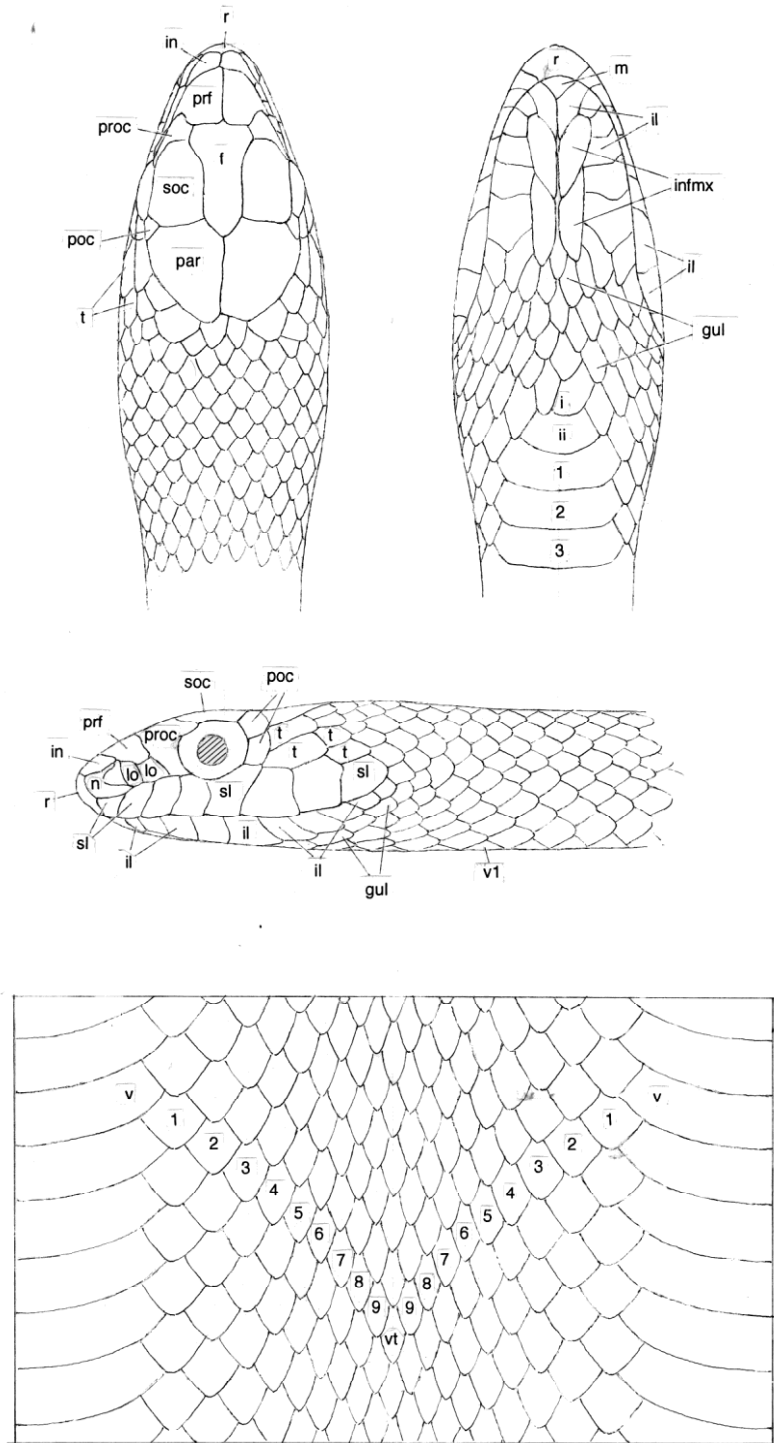 r
in
prf
proc
f
soc
poc
par
t
r
m
il
il
infmx
il
gul
i
ii
1
2
3
soc
poc
prf
proc
t
t
in
t
t
n
lo
lo
sl
r
sl
sl
il
il
il
gul
v1
v
v
1
1
2
2
3
3
4
4
5
5
6
6
7
7
8
8
9
9
vt